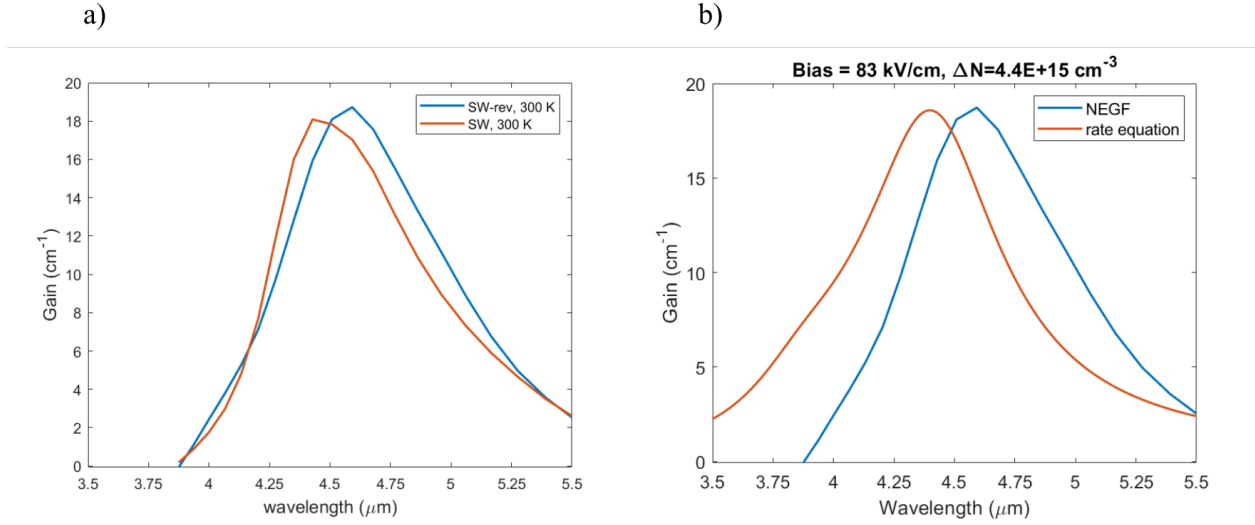 a)
b)
20
18
16
14
12
10
8
6
4
2
0
Gain (cm⁻¹)
SW-rev, 300 K
SW, 300 K
3.5 3.75 4 4.25 4.5 4.75 5 5.25 5.5
wavelength (μm)
Bias = 83 kV/cm, ΔN=4.4E+15 cm⁻³
20
15
10
5
0
Gain (cm⁻¹)
NEGF
rate equation
3.5 3.75 4 4.25 4.5 4.75 5 5.25 5.5
Wavelength (μm)